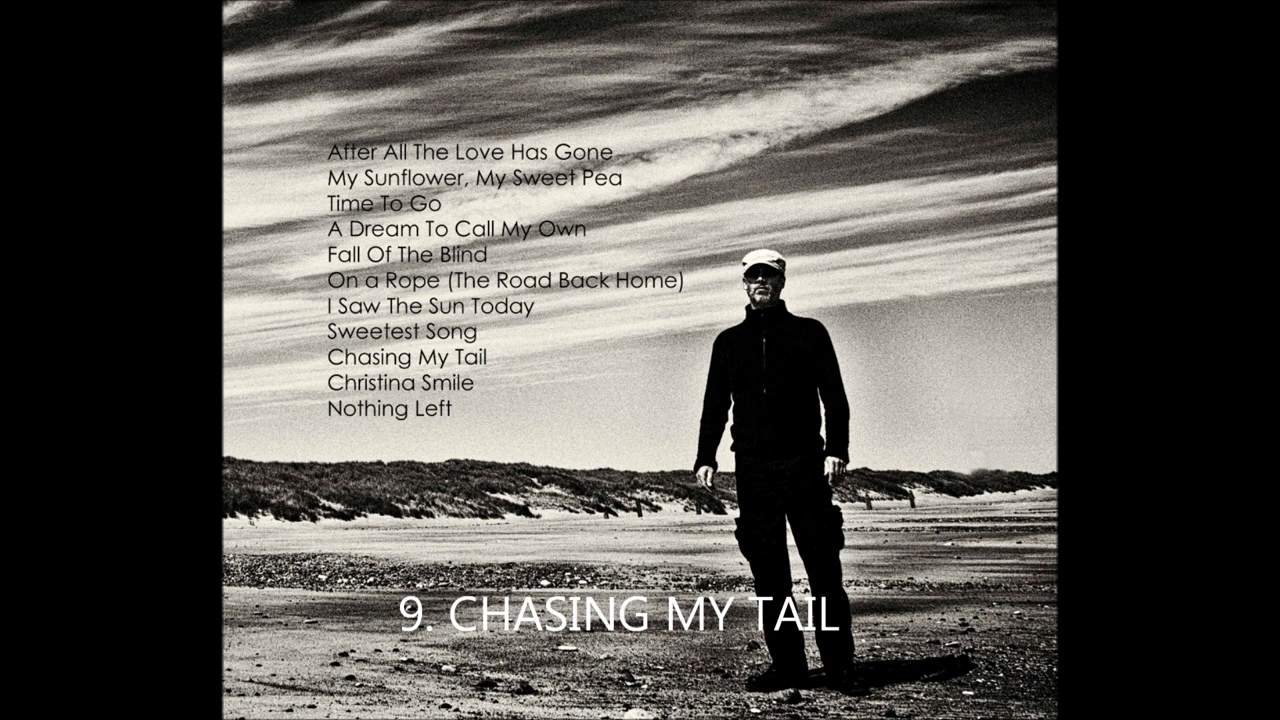 After All The Love Has Gone
My Sunflower, My Sweet Pea
Time To Go
A Dream To Call My Own
Fall Of The Blind
On a Rope (The Road Back Home)
I Saw The Sun Today
Sweetest Song
Chasing My Tail
Christina Smile
Nothing Left
9. CHASING MY TAIL